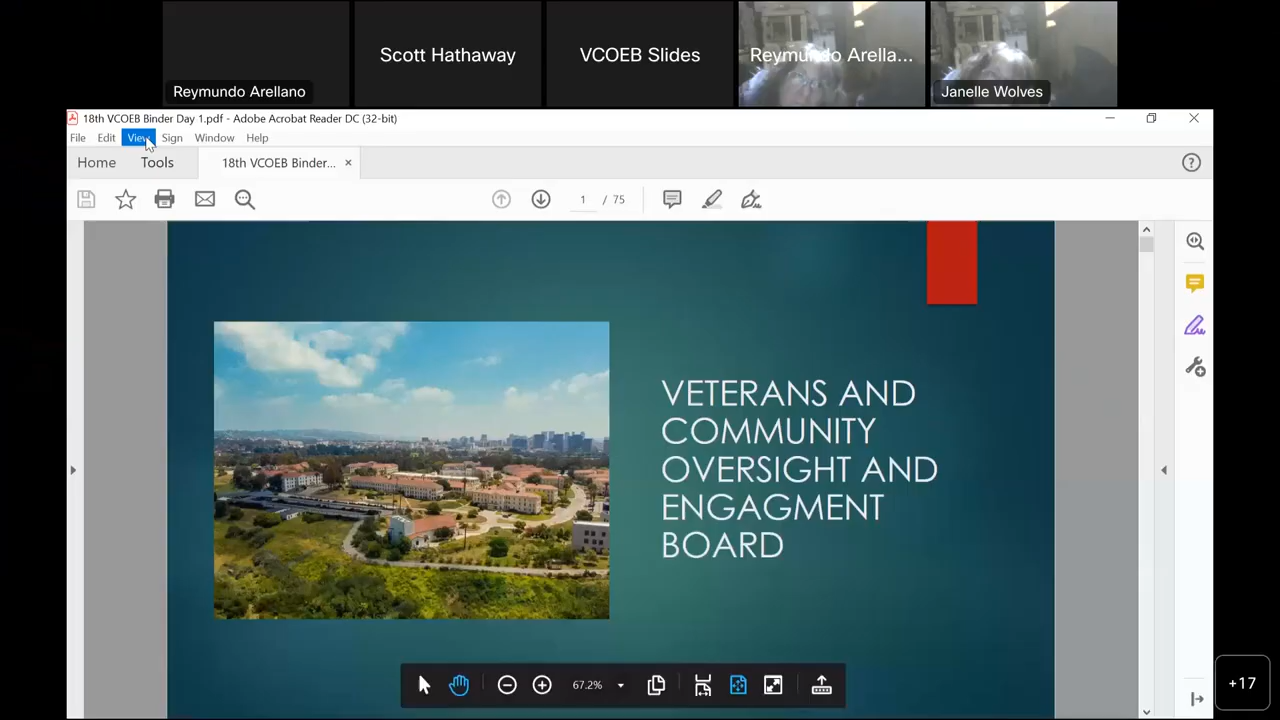 Reymundo Arellano
Scott Hathaway
VCOEB Slides
Reymundo Arella...
Janelle Wolves
18th VCOEB Binder Day 1.pdf - Adobe Acrobat Reader DC (32-bit)
File Edit View Sign Window Help
Home Tools 18th VCOEB Binder... ×
1 / 75
VETERANS AND
COMMUNITY
OVERSIGHT AND
ENGAGMENT
BOARD
67.2%
+17